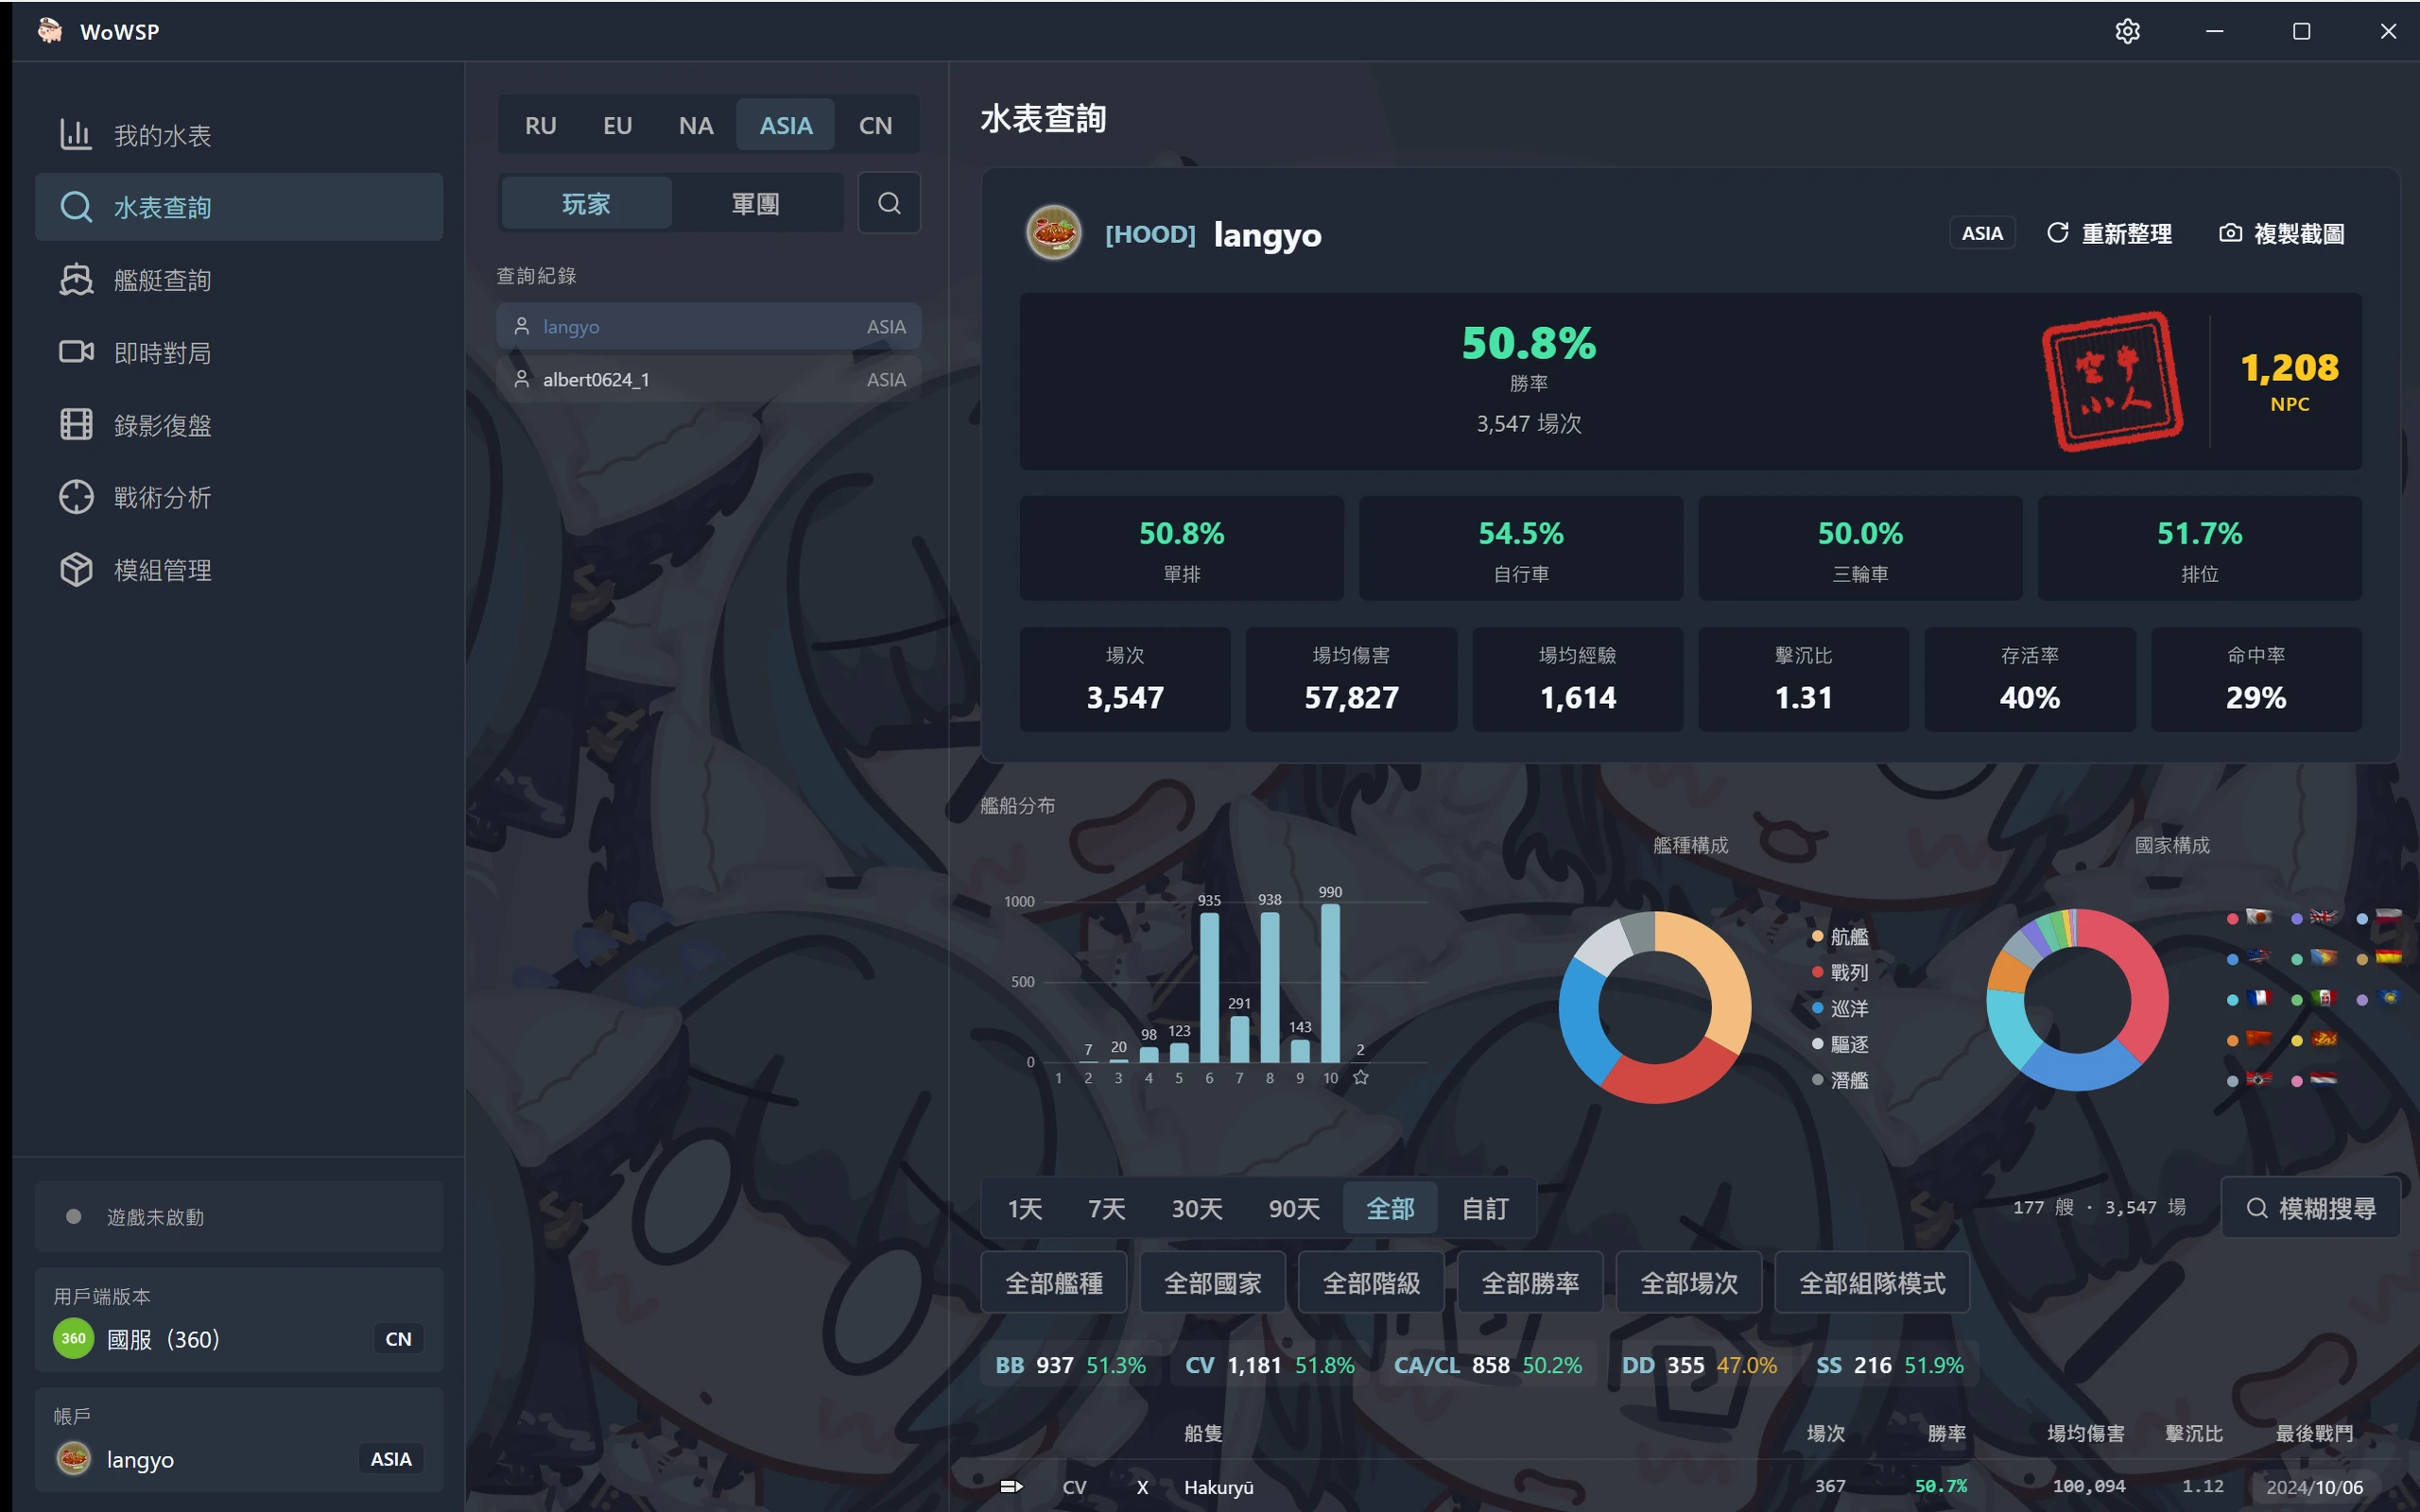 WoWSP
我的水表
水表查詢
艦艇查詢
即時對局
錄影復盤
戰術分析
模組管理
遊戲未啟動
用戶端版本
360 國服（360） CN
帳戶
langyo ASIA
RU EU NA ASIA CN
玩家 軍團
查詢紀錄
langyo ASIA
albert0624_1 ASIA
水表查詢
[HOOD] langyo ASIA 重新整理 複製截圖
50.8%
勝率
3,547 場次
1,208
NPC
50.8% 54.5% 50.0% 51.7%
單排 自行車 三輪車 排位
場次 場均傷害 場均經驗 擊沉比 存活率 命中率
3,547 57,827 1,614 1.31 40% 29%
艦船分布
1000
500
0
7 20 98 123 935 291 938 143 990 2
1 2 3 4 5 6 7 8 9 10
艦種構成
航艦
戰列
巡洋
驅逐
潛艦
國家構成
1天 7天 30天 90天 全部 自訂
177 艘 · 3,547 場
模糊搜尋
全部艦種 全部國家 全部階級 全部勝率 全部場次 全部組隊模式
BB 937 51.3% CV 1,181 51.8% CA/CL 858 50.2% DD 355 47.0% SS 216 51.9%
船隻 場次 勝率 場均傷害 擊沉比 最後戰鬥
CV X Hakuryū 367 50.7% 100,094 1.12 2024/10/06